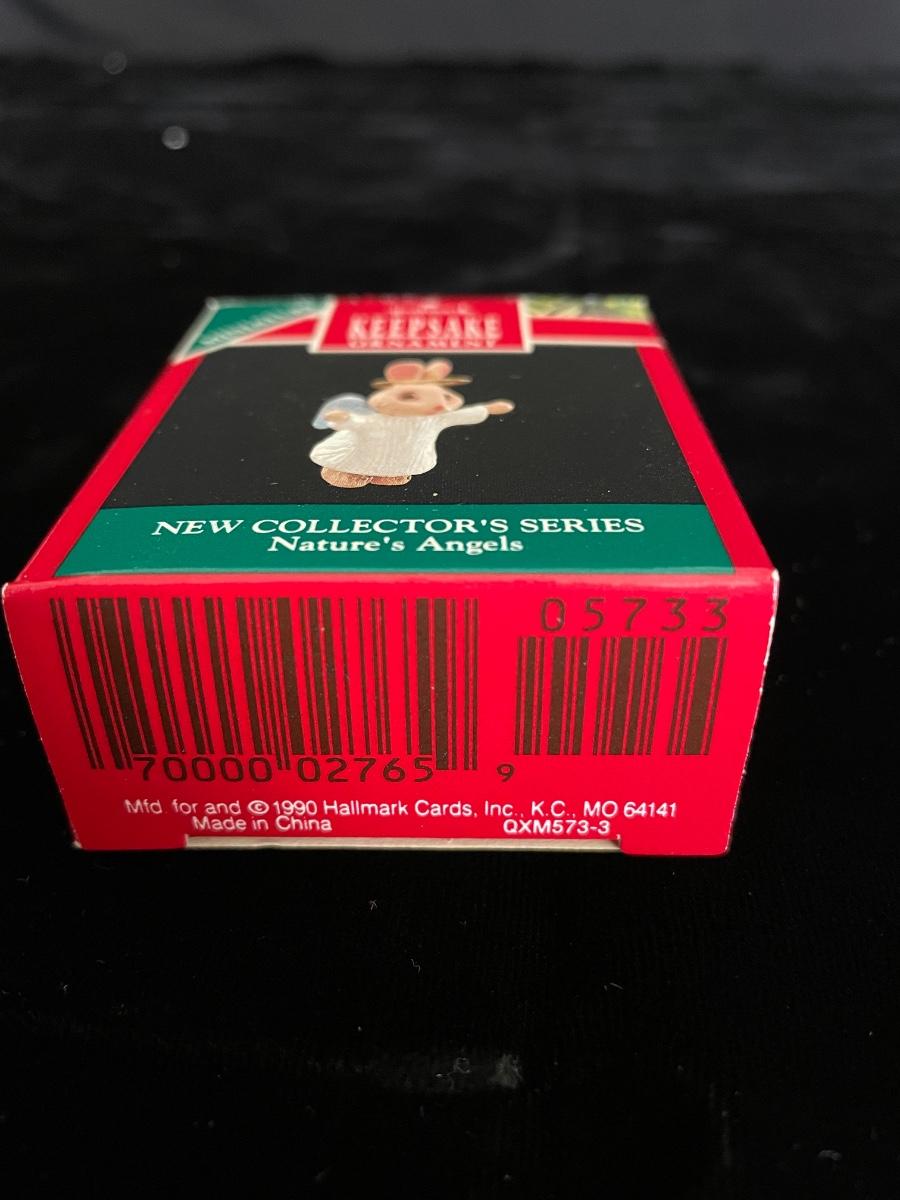 KEEPSAKE
ORNAMENT
NEW COLLECTOR'S SERIES
Nature's Angels
05733
70000 02765 9
Mfd. for and © 1990 Hallmark Cards, Inc., K.C., MO 64141
Made in China QXM573-3